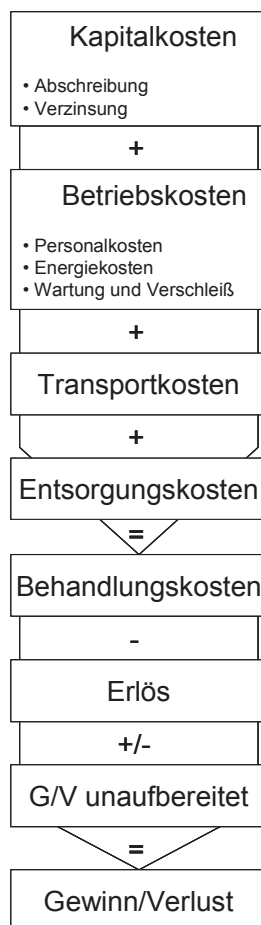 Kapitalkosten
• Abschreibung
• Verzinsung
+
Betriebskosten
• Personalkosten
• Energiekosten
• Wartung und Verschleiß
+
Transportkosten
+
Entsorgungskosten
=
Behandlungskosten
-
Erlös
+/-
G/V unaufbereitet
=
Gewinn/Verlust